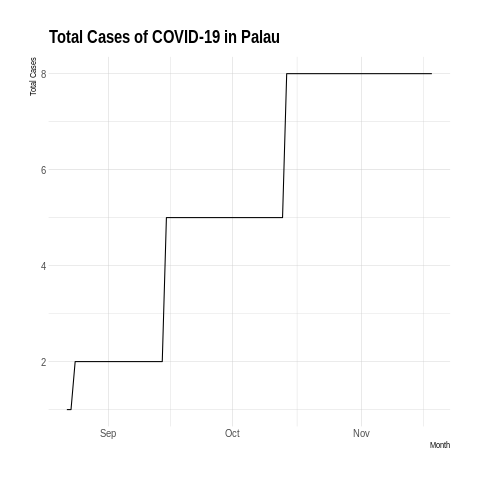 Total Cases of COVID-19 in Palau
Total Cases
8
6
4
2
Sep Oct Nov
Month